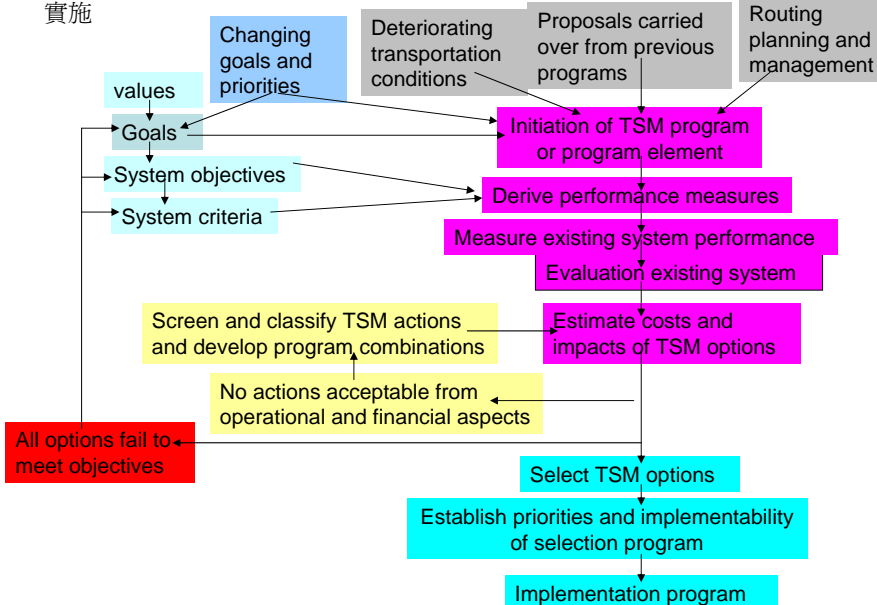 實施
Changing
goals and
priorities
Deteriorating
transportation
conditions
Proposals carried
over from previous
programs
Routing
planning and
management
values
Goals
Initiation of TSM program
or program element
System objectives
Derive performance measures
System criteria
Measure existing system performance
Evaluation existing system
Screen and classify TSM actions
and develop program combinations
Estimate costs and
impacts of TSM options
No actions acceptable from
operational and financial aspects
All options fail to
meet objectives
Select TSM options
Establish priorities and implementability
of selection program
Implementation program